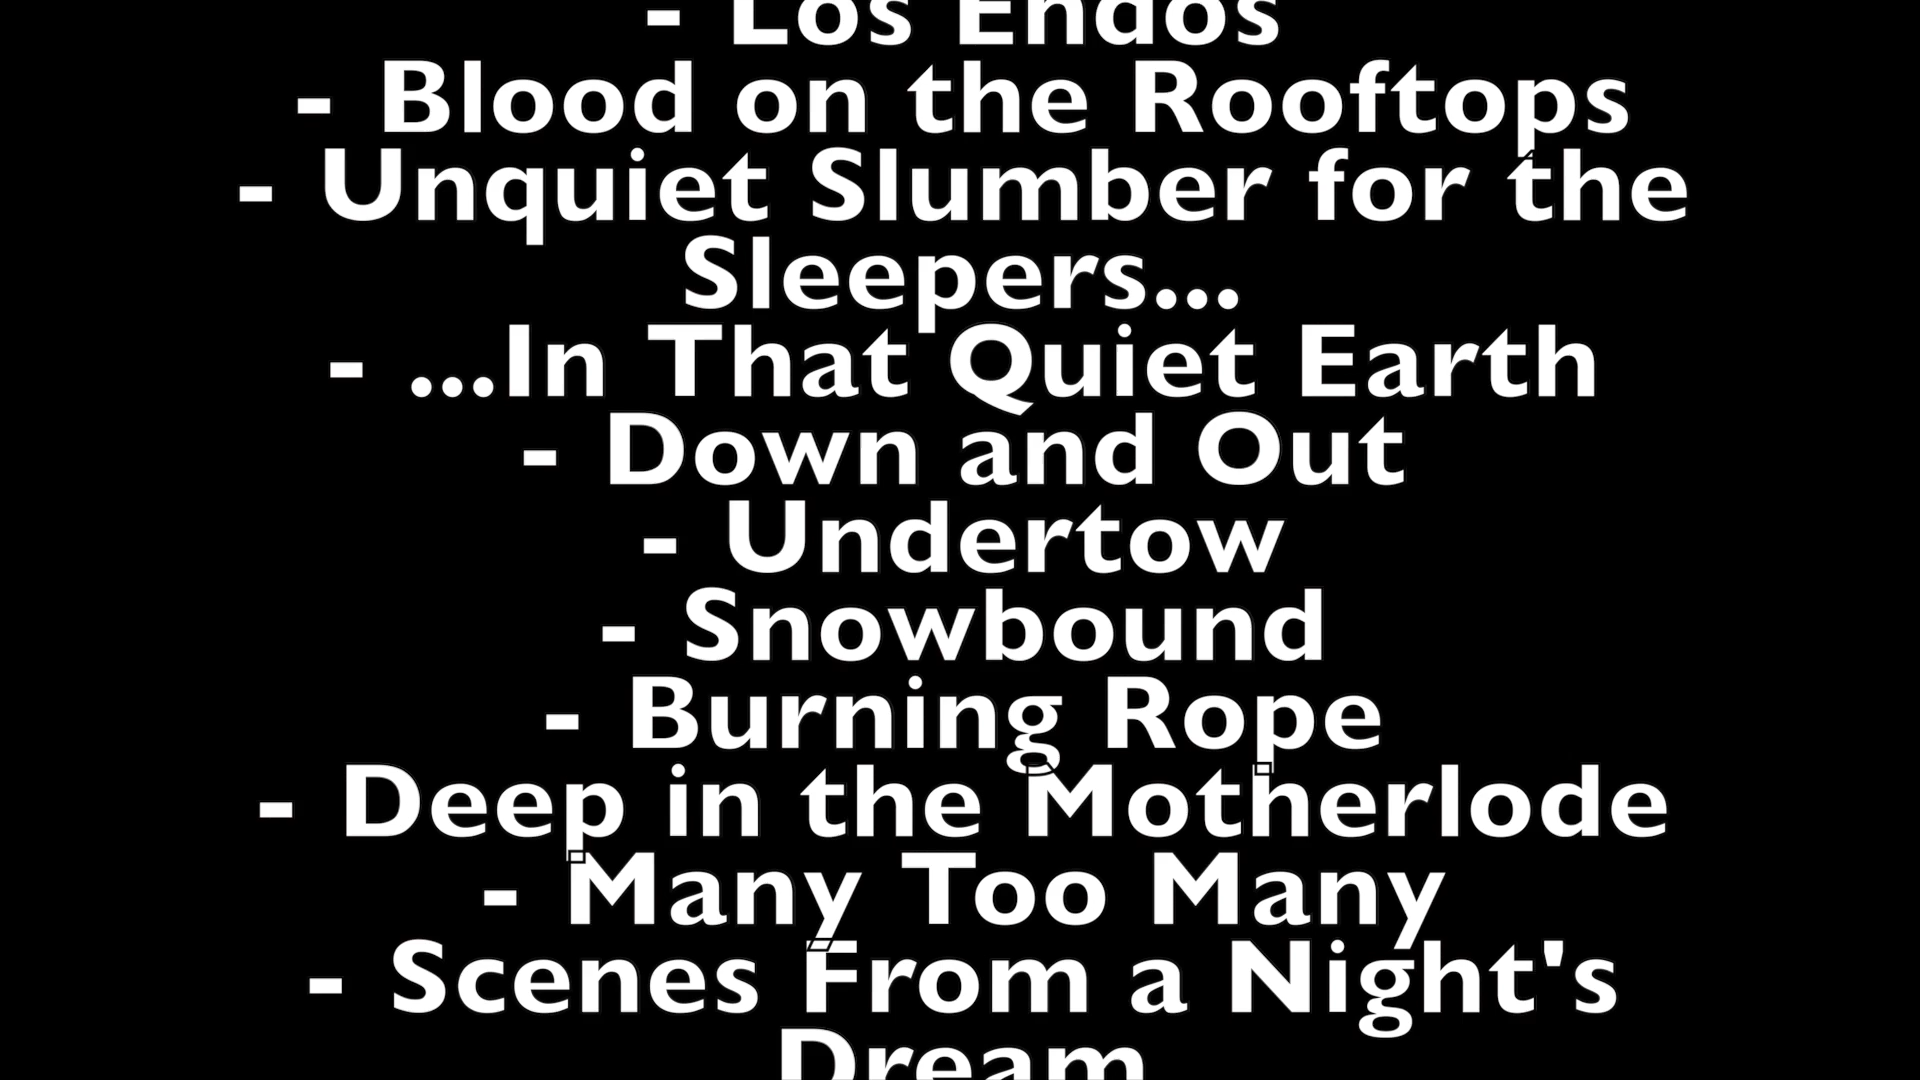 - Los Endos
- Blood on the Rooftops
- Unquiet Slumber for the
Sleepers...
- ...In That Quiet Earth
- Down and Out
- Undertow
- Snowbound
- Burning Rope
- Deep in the Motherlode
- Many Too Many
- Scenes From a Night's
Dream